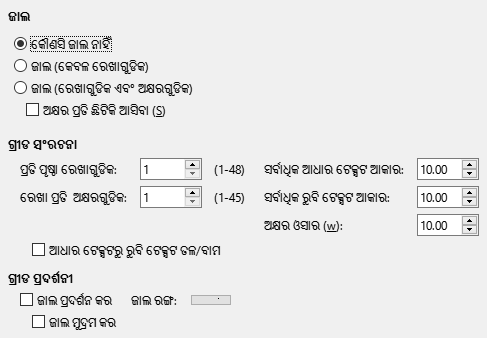 ଜାଲ
କୌଣସି ଜାଲ ନାହିଁ
ଜାଲ (କେବଳ ରେଖାଗୁଡିକ)
ଜାଲ (ରେଖାଗୁଡିକ ଏବଂ ଅକ୍ଷରଗୁଡିକ)
ଅକ୍ଷର ପ୍ରତି ଛିଟିକି ଆସିବା (S)
ଗ୍ରୀଡ ସଂରଚନା
ପ୍ରତି ପୃଷ୍ଠା ରେଖାଗୁଡିକ: 1 (1-48) ସର୍ବାଧିକ ଆଧାର ଟେକ୍ସଟ ଆକାର: 10.00
ରେଖା ପ୍ରତି ଅକ୍ଷରଗୁଡିକ: 1 (1-45) ସର୍ବାଧିକ ରୁବି ଟେକ୍ସଟ ଆକାର: 10.00
ଅକ୍ଷର ଓସାର (w): 10.00
ଆଧାର ଟେକ୍ସଟରୁ ରୁବି ଟେକ୍ସଟ ତଳ/ବାମ
ଗ୍ରୀଡ ପ୍ରଦର୍ଶନୀ
ଜାଲ ପ୍ରଦର୍ଶନ କର ଜାଲ ରଙ୍ଗ:
ଜାଲ ମୁଦ୍ରମ କର